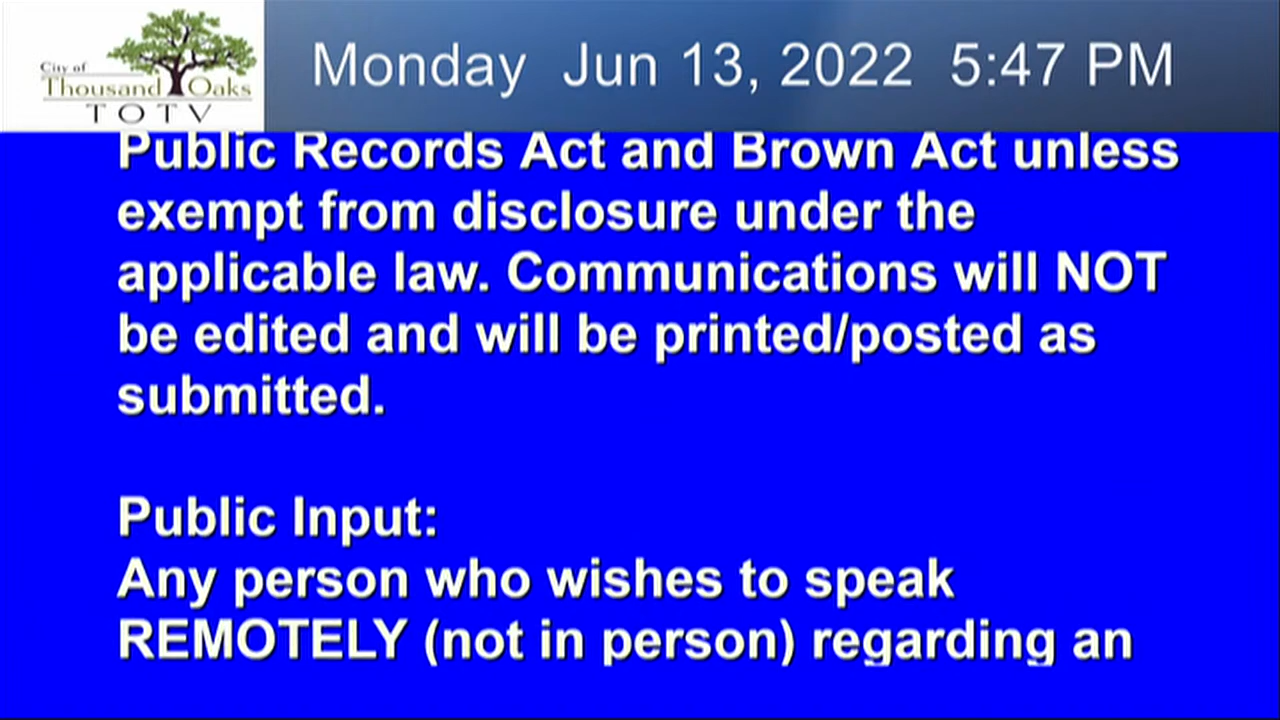 City of
Thousand Oaks
TOTV
Monday Jun 13, 2022 5:47 PM
Public Records Act and Brown Act unless
exempt from disclosure under the
applicable law. Communications will NOT
be edited and will be printed/posted as
submitted.
Public Input:
Any person who wishes to speak
REMOTELY (not in person) regarding an